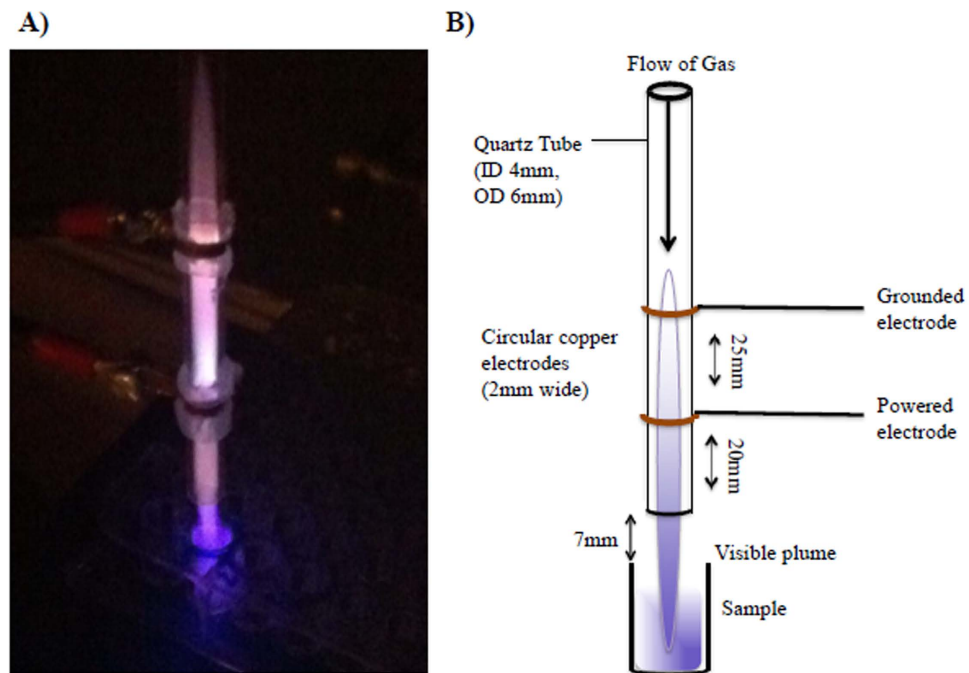 A)
B)
Flow of Gas
Quartz Tube
(ID 4mm,
OD 6mm)
Grounded
electrode
Circular copper
electrodes
(2mm wide)
25mm
Powered
electrode
20mm
7mm
Visible plume
Sample